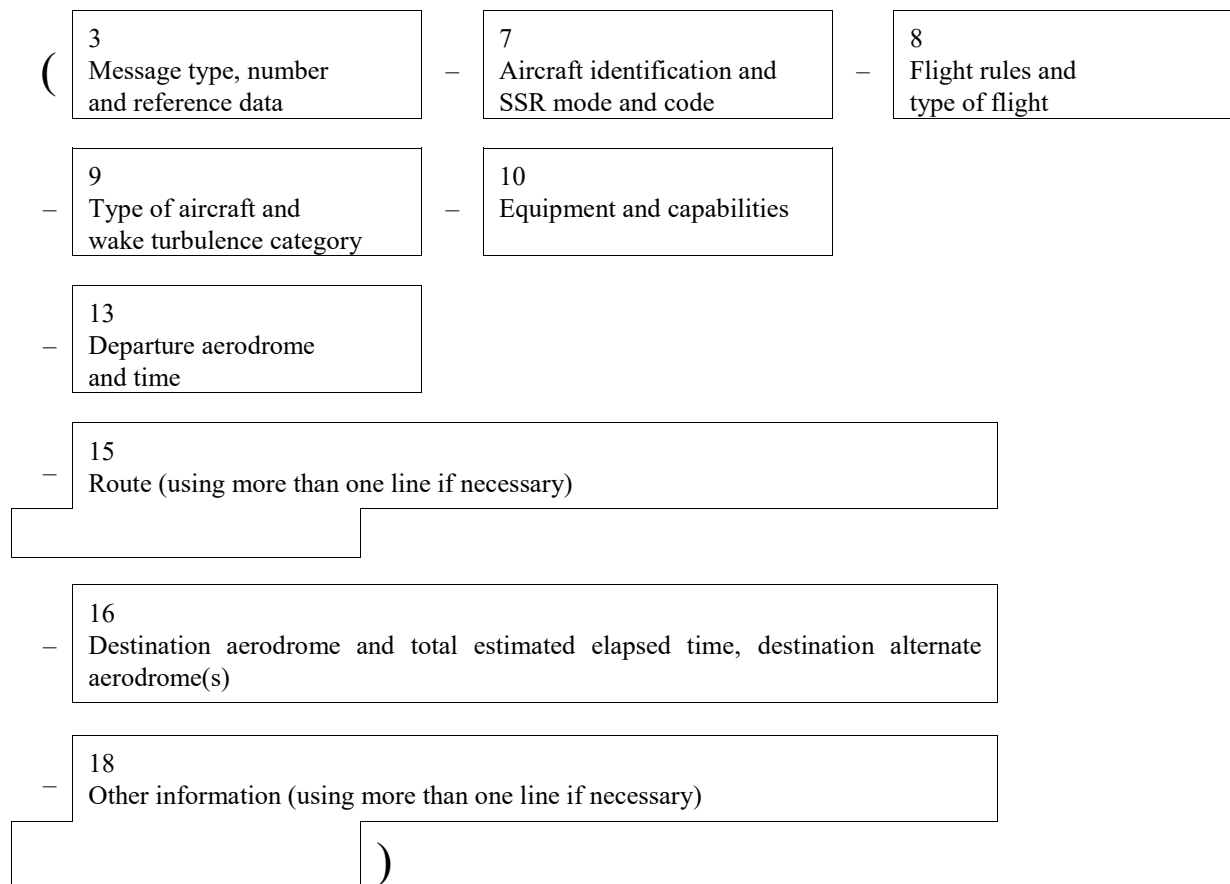 ( 3 – 7 – 8
Message type, number Aircraft identification and Flight rules and
and reference data SSR mode and code type of flight
9 10
– Type of aircraft and – Equipment and capabilities
wake turbulence category
13
– Departure aerodrome
and time
15
– Route (using more than one line if necessary)
16
– Destination aerodrome and total estimated elapsed time, destination alternate
aerodrome(s)
18
– Other information (using more than one line if necessary)
)